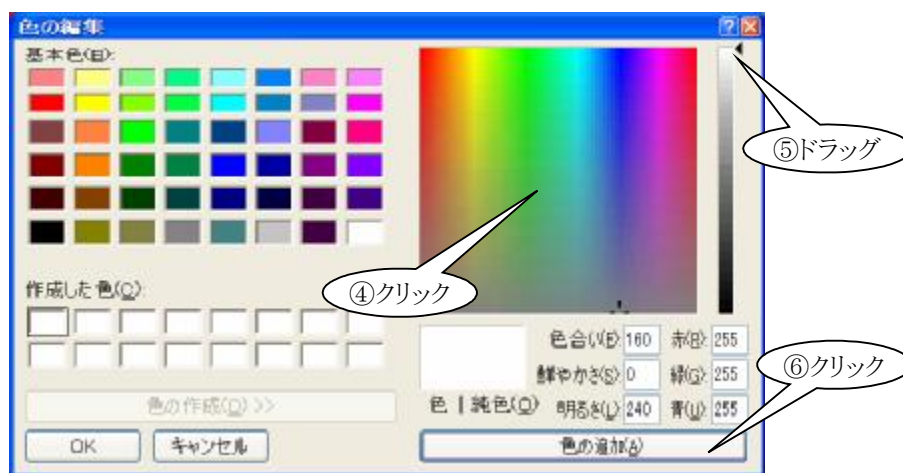 色の編集
基本色(B):
⑤ドラッグ
④クリック
作成した色(C):
色合い(E): 160 赤(R): 255
鮮やかさ(S): 0 緑(G): 255
色 | 純色(O) 明るさ(L): 240 青(U): 255
⑥クリック
色の作成(D) >>
OK キャンセル 色の追加(A)